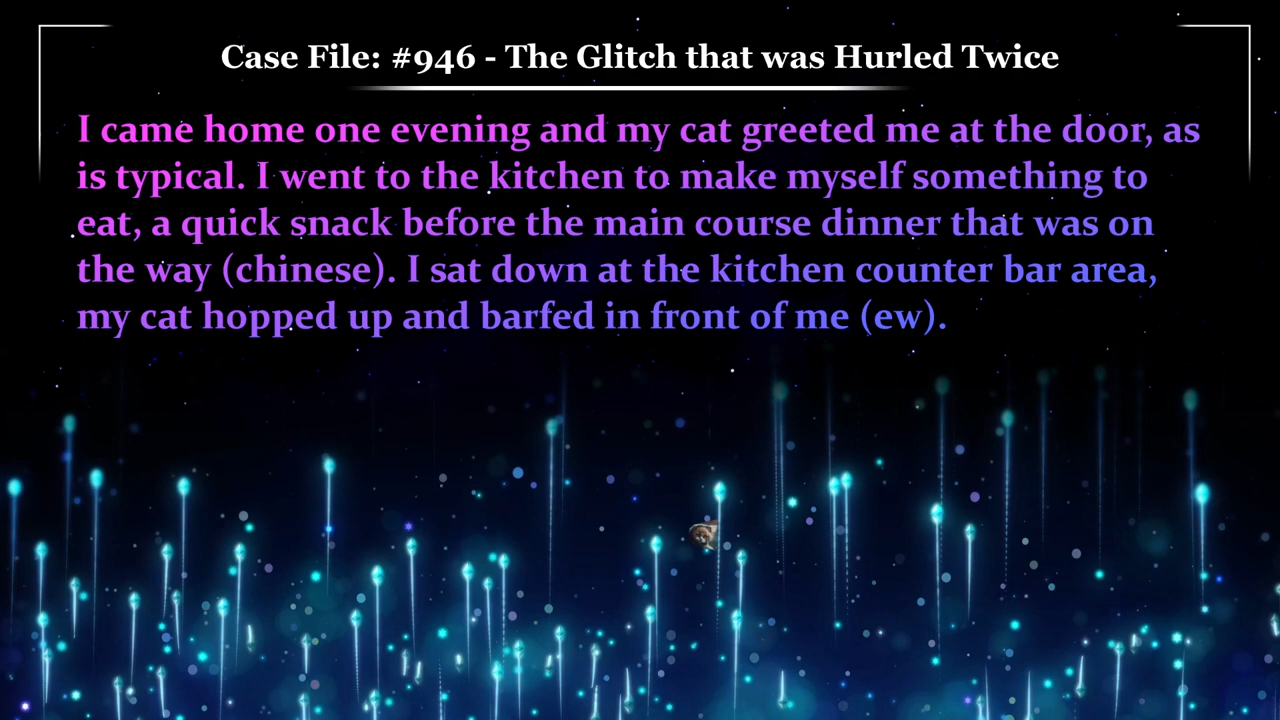 Case File: #946 - The Glitch that was Hurled Twice
I came home one evening and my cat greeted me at the door, as
is typical. I went to the kitchen to make myself something to
eat, a quick snack before the main course dinner that was on
the way (chinese). I sat down at the kitchen counter bar area,
my cat hopped up and barfed in front of me (ew).